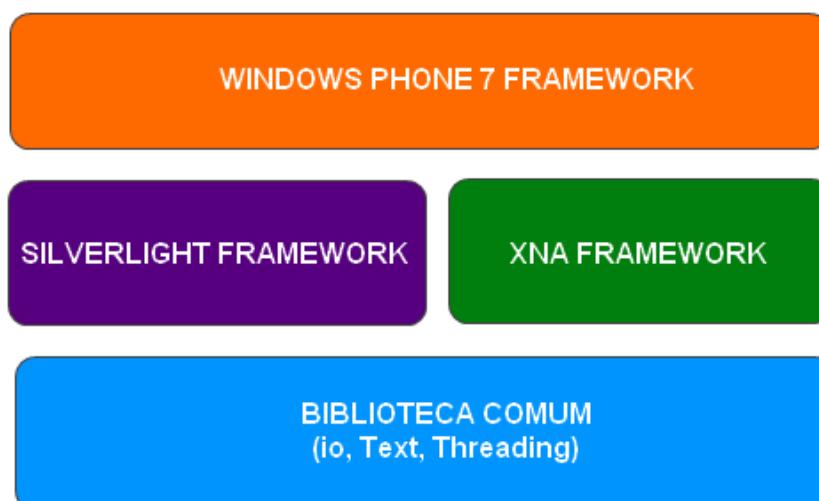 WINDOWS PHONE 7 FRAMEWORK
SILVERLIGHT FRAMEWORK
XNA FRAMEWORK
BIBLIOTECA COMUM
(io, Text, Threading)